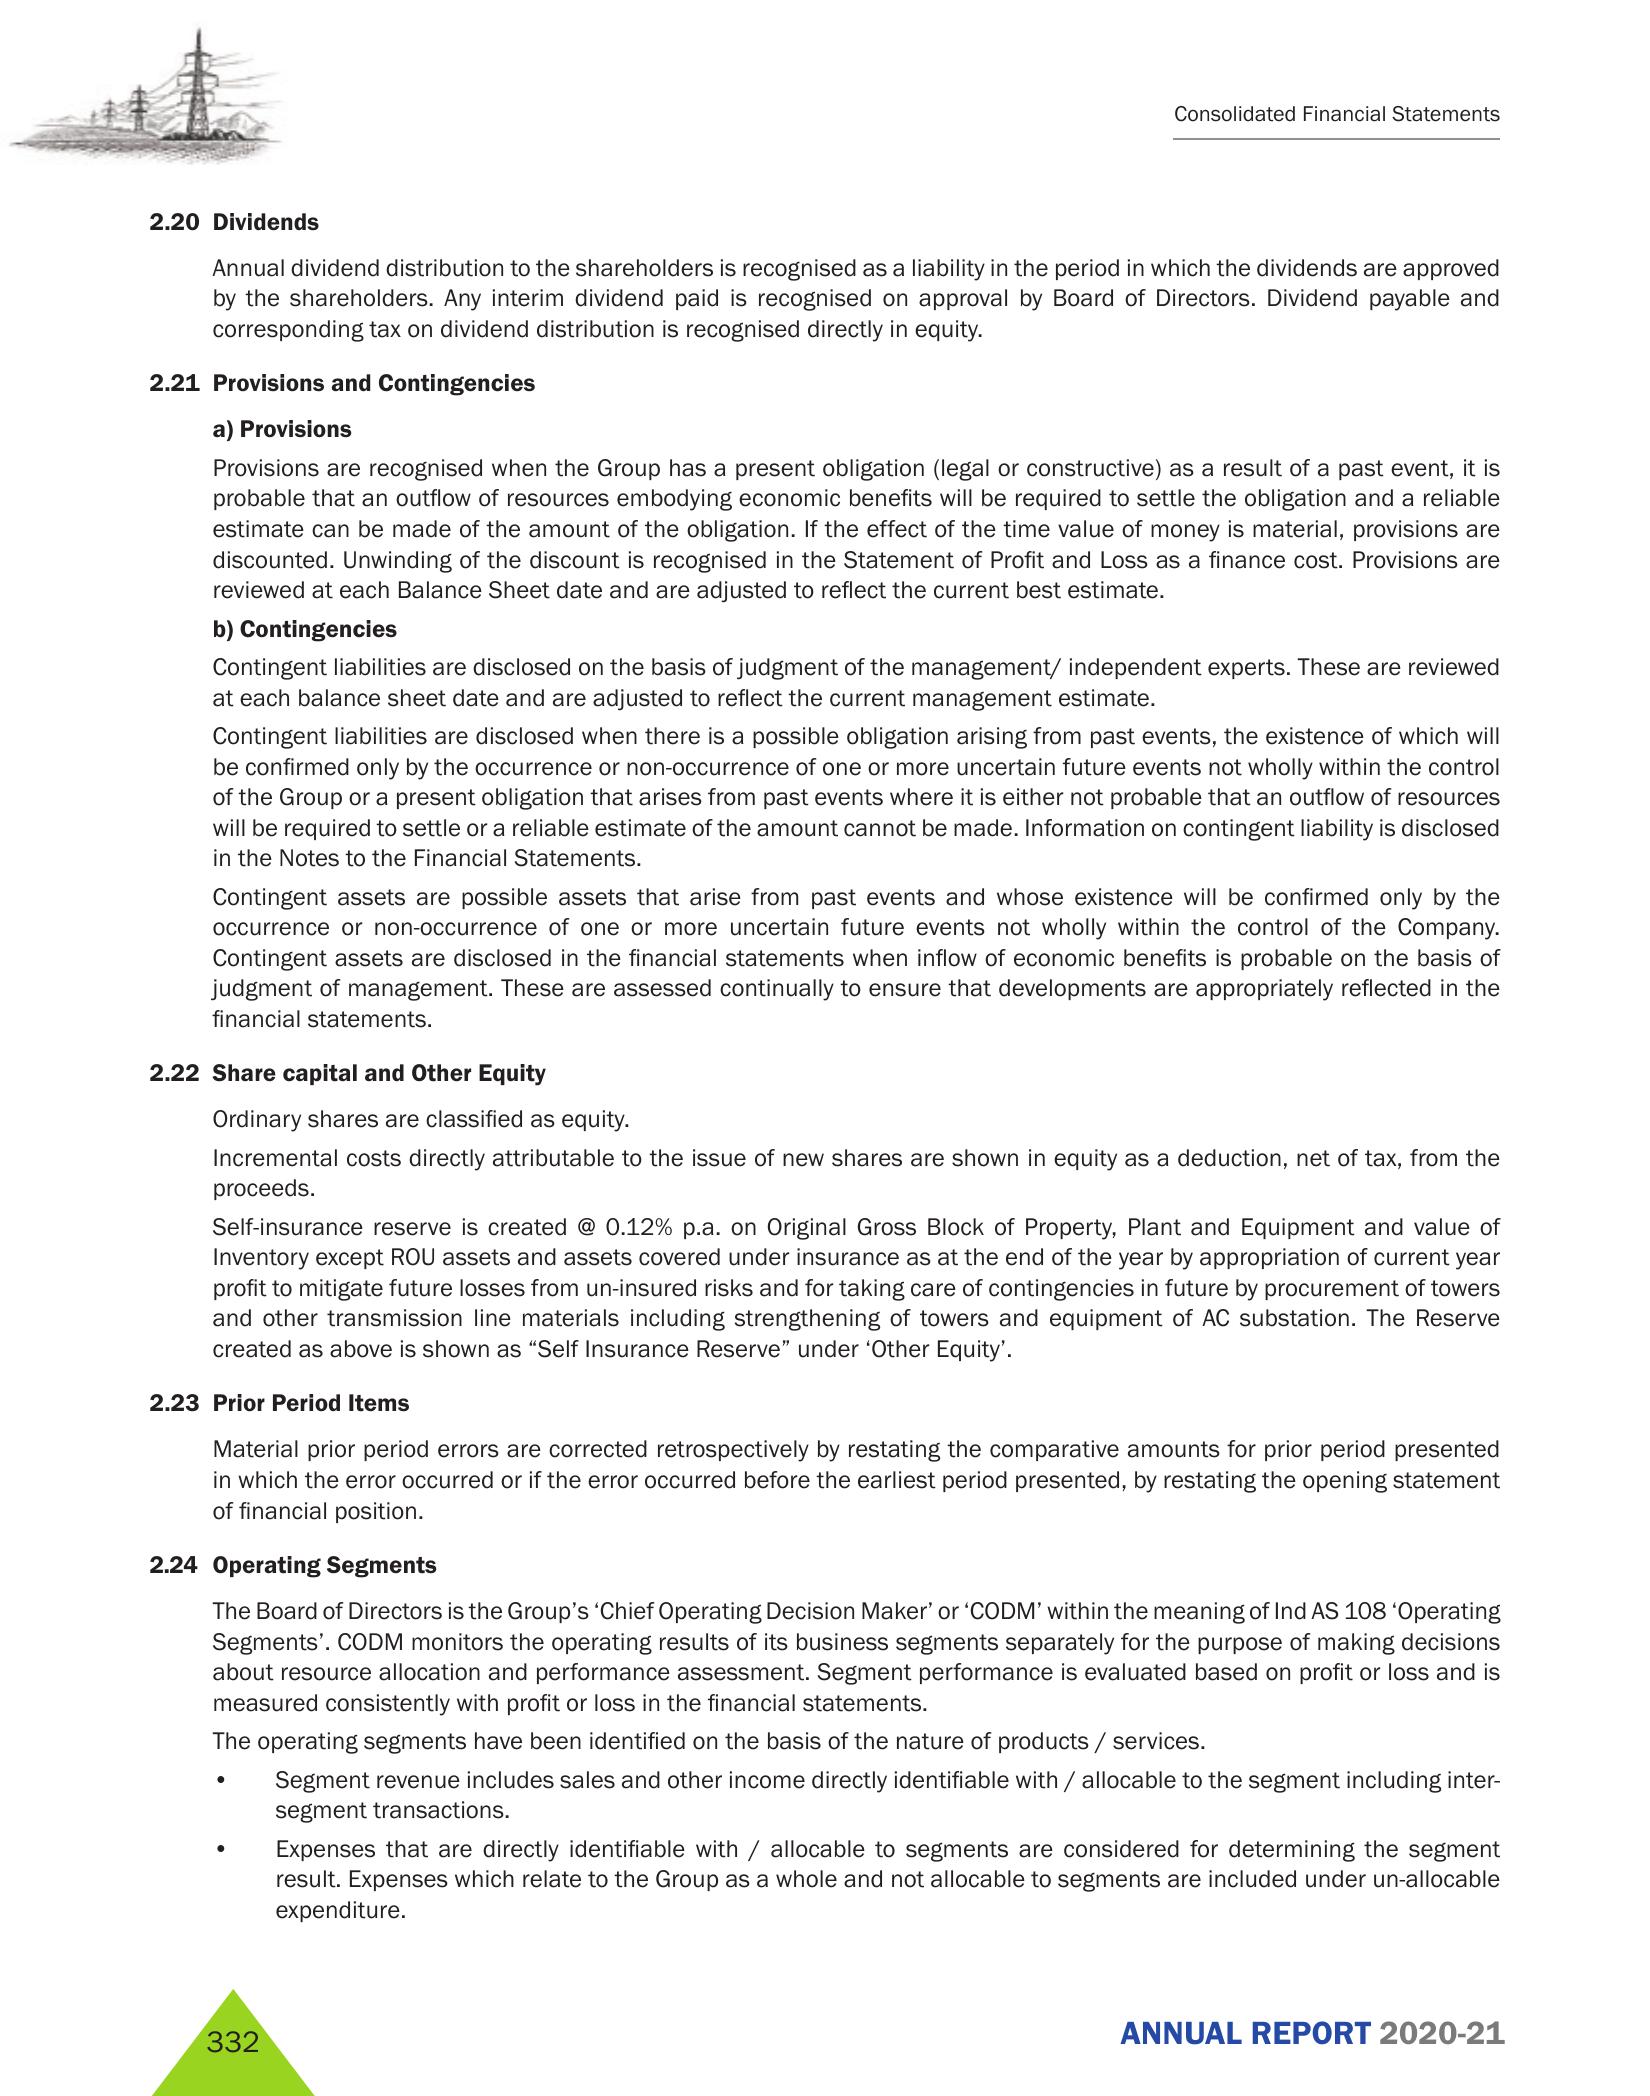 Consolidated Financial Statements
2.20 Dividends
Annual dividend distribution to the shareholders is recognised as a liability in the period in which the dividends are approved
by the shareholders. Any interim dividend paid is recognised on approval by Board of Directors. Dividend payable and
corresponding tax on dividend distribution is recognised directly in equity.
2.21 Provisions and Contingencies
a) Provisions
Provisions are recognised when the Group has a present obligation (legal or constructive) as a result of a past event, it is
probable that an outflow of resources embodying economic benefits will be required to settle the obligation and a reliable
estimate can be made of the amount of the obligation. If the effect of the time value of money is material, provisions are
discounted. Unwinding of the discount is recognised in the Statement of Profit and Loss as a finance cost. Provisions are
reviewed at each Balance Sheet date and are adjusted to reflect the current best estimate.
b) Contingencies
Contingent liabilities are disclosed on the basis of judgment of the management/ independent experts. These are reviewed
at each balance sheet date and are adjusted to reflect the current management estimate.
Contingent liabilities are disclosed when there is a possible obligation arising from past events, the existence of which will
be confirmed only by the occurrence or non-occurrence of one or more uncertain future events not wholly within the control
of the Group or a present obligation that arises from past events where it is either not probable that an outflow of resources
will be required to settle or a reliable estimate of the amount cannot be made. Information on contingent liability is disclosed
in the Notes to the Financial Statements.
Contingent assets are possible assets that arise from past events and whose existence will be confirmed only by the
occurrence or non-occurrence of one or more uncertain future events not wholly within the control of the Company.
Contingent assets are disclosed in the financial statements when inflow of economic benefits is probable on the basis of
judgment of management. These are assessed continually to ensure that developments are appropriately reflected in the
financial statements.
2.22 Share capital and Other Equity
Ordinary shares are classified as equity.
Incremental costs directly attributable to the issue of new shares are shown in equity as a deduction, net of tax, from the
proceeds.
Self-insurance reserve is created @ 0.12% p.a. on Original Gross Block of Property, Plant and Equipment and value of
Inventory except ROU assets and assets covered under insurance as at the end of the year by appropriation of current year
profit to mitigate future losses from un-insured risks and for taking care of contingencies in future by procurement of towers
and other transmission line materials including strengthening of towers and equipment of AC substation. The Reserve
created as above is shown as “Self Insurance Reserve” under ‘Other Equity’.
2.23 Prior Period Items
Material prior period errors are corrected retrospectively by restating the comparative amounts for prior period presented
in which the error occurred or if the error occurred before the earliest period presented, by restating the opening statement
of financial position.
2.24 Operating Segments
The Board of Directors is the Group’s ‘Chief Operating Decision Maker’ or ‘CODM’ within the meaning of Ind AS 108 ‘Operating
Segments’. CODM monitors the operating results of its business segments separately for the purpose of making decisions
about resource allocation and performance assessment. Segment performance is evaluated based on profit or loss and is
measured consistently with profit or loss in the financial statements.
The operating segments have been identified on the basis of the nature of products / services.
• Segment revenue includes sales and other income directly identifiable with / allocable to the segment including inter-
segment transactions.
• Expenses that are directly identifiable with / allocable to segments are considered for determining the segment
result. Expenses which relate to the Group as a whole and not allocable to segments are included under un-allocable
expenditure.
332
ANNUAL REPORT 2020-21